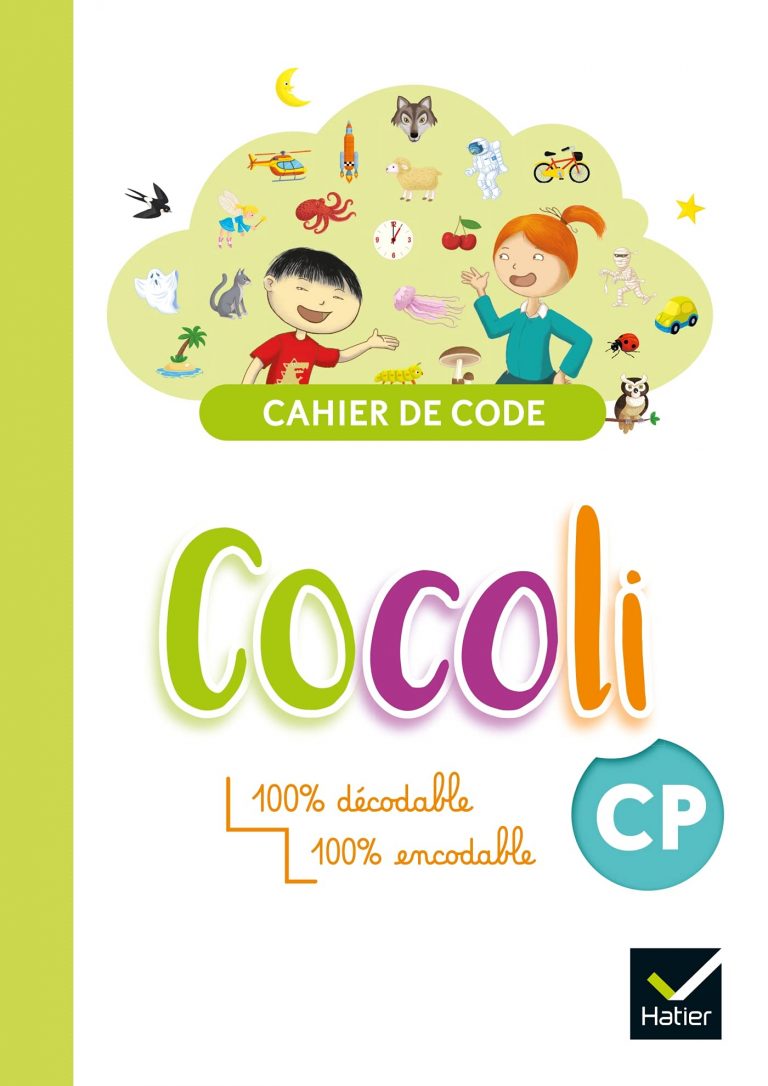 CAHIER DE CODE
Cocoli
100% décodable
100% encodable
CP
Hatier